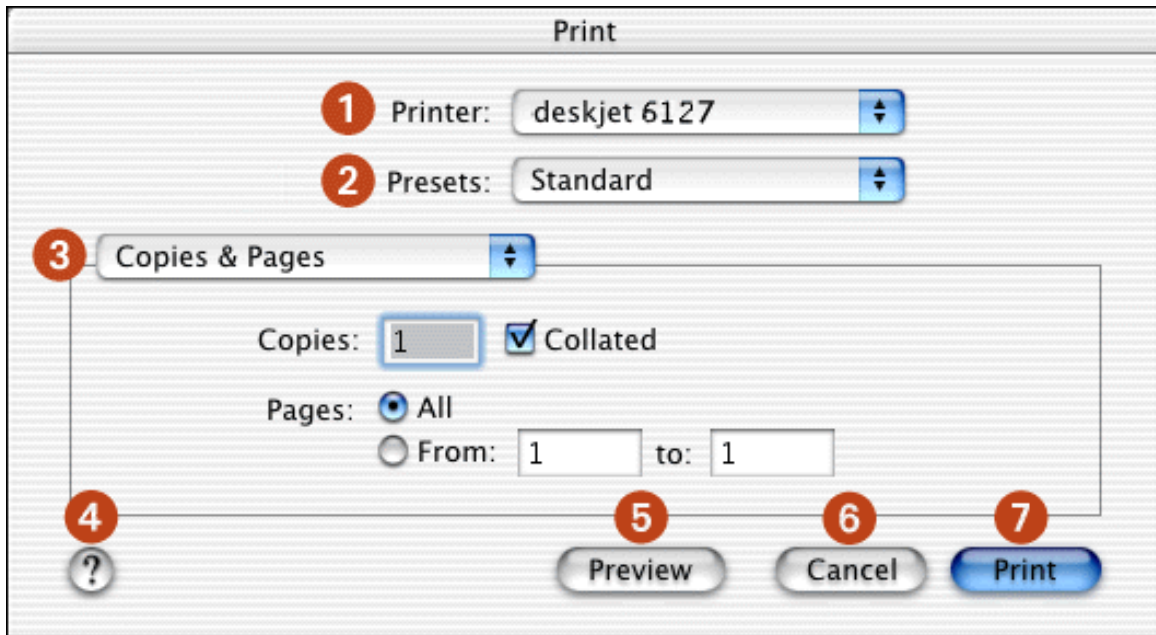 Print
1 Printer: deskjet 6127
2 Presets: Standard
3 Copies & Pages
Copies: 1 Collated
Pages: All
From: 1 to: 1
4 5 6 7
? Preview Cancel Print